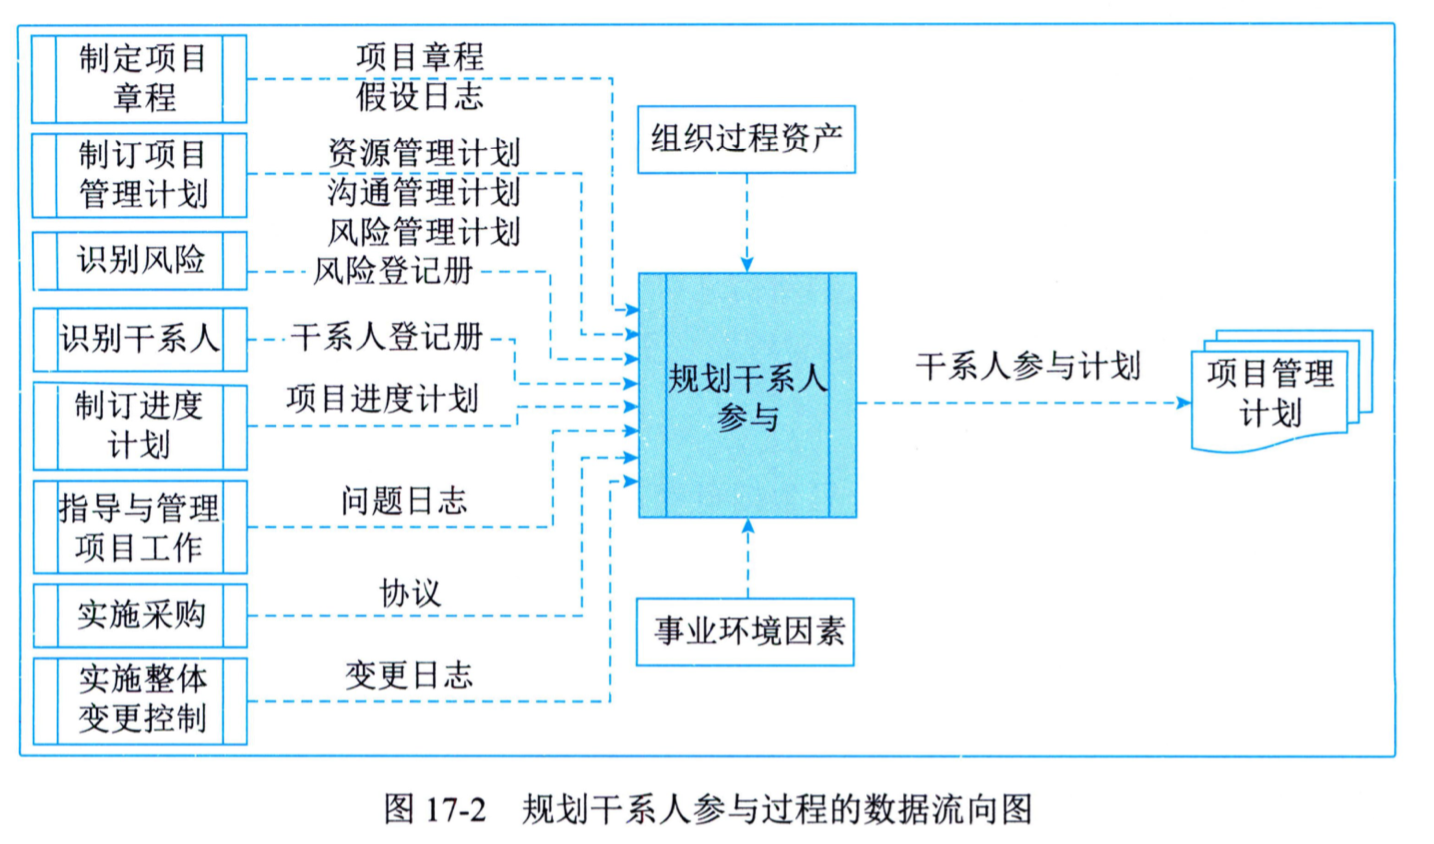 制定项目
章程
项目章程
假设日志
制订项目
管理计划
资源管理计划
沟通管理计划
风险管理计划
识别风险
风险登记册
识别干系人
干系人登记册
制订进度
计划
项目进度计划
指导与管理
项目工作
问题日志
实施采购
协议
实施整体
变更控制
变更日志
组织过程资产
规划干系人
参与
事业环境因素
干系人参与计划
项目管理
计划
图 17-2 规划干系人参与过程的数据流向图